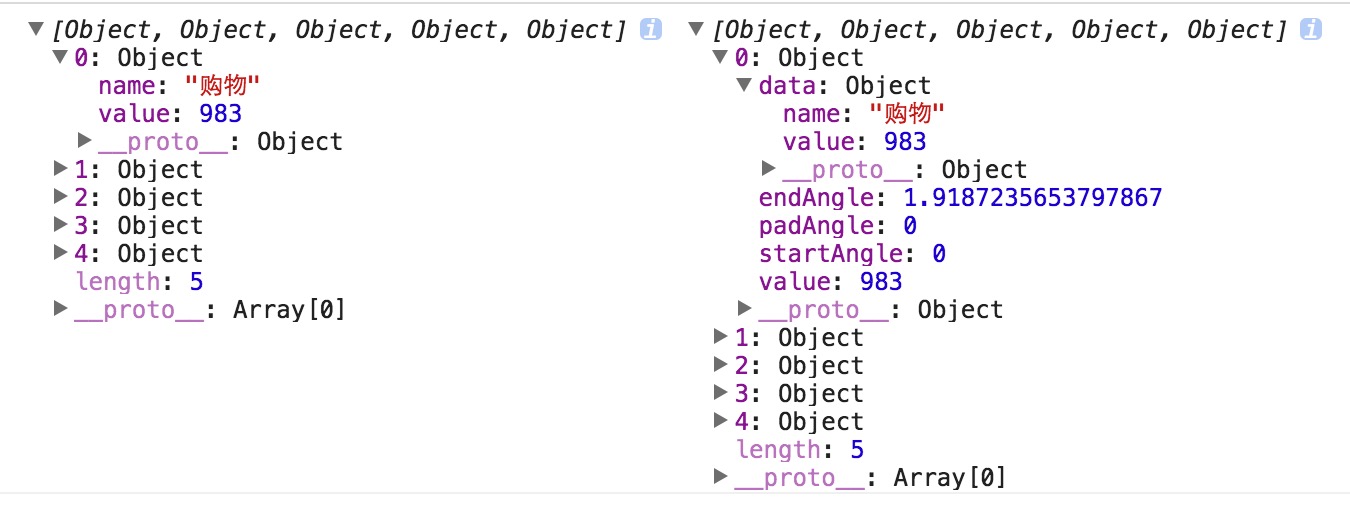 [Object, Object, Object, Object, Object] i
0: Object
name: "购物"
value: 983
__proto__: Object
1: Object
2: Object
3: Object
4: Object
length: 5
__proto__: Array[0]
[Object, Object, Object, Object, Object] i
0: Object
data: Object
name: "购物"
value: 983
__proto__: Object
endAngle: 1.9187235653797867
padAngle: 0
startAngle: 0
value: 983
__proto__: Object
1: Object
2: Object
3: Object
4: Object
length: 5
__proto__: Array[0]